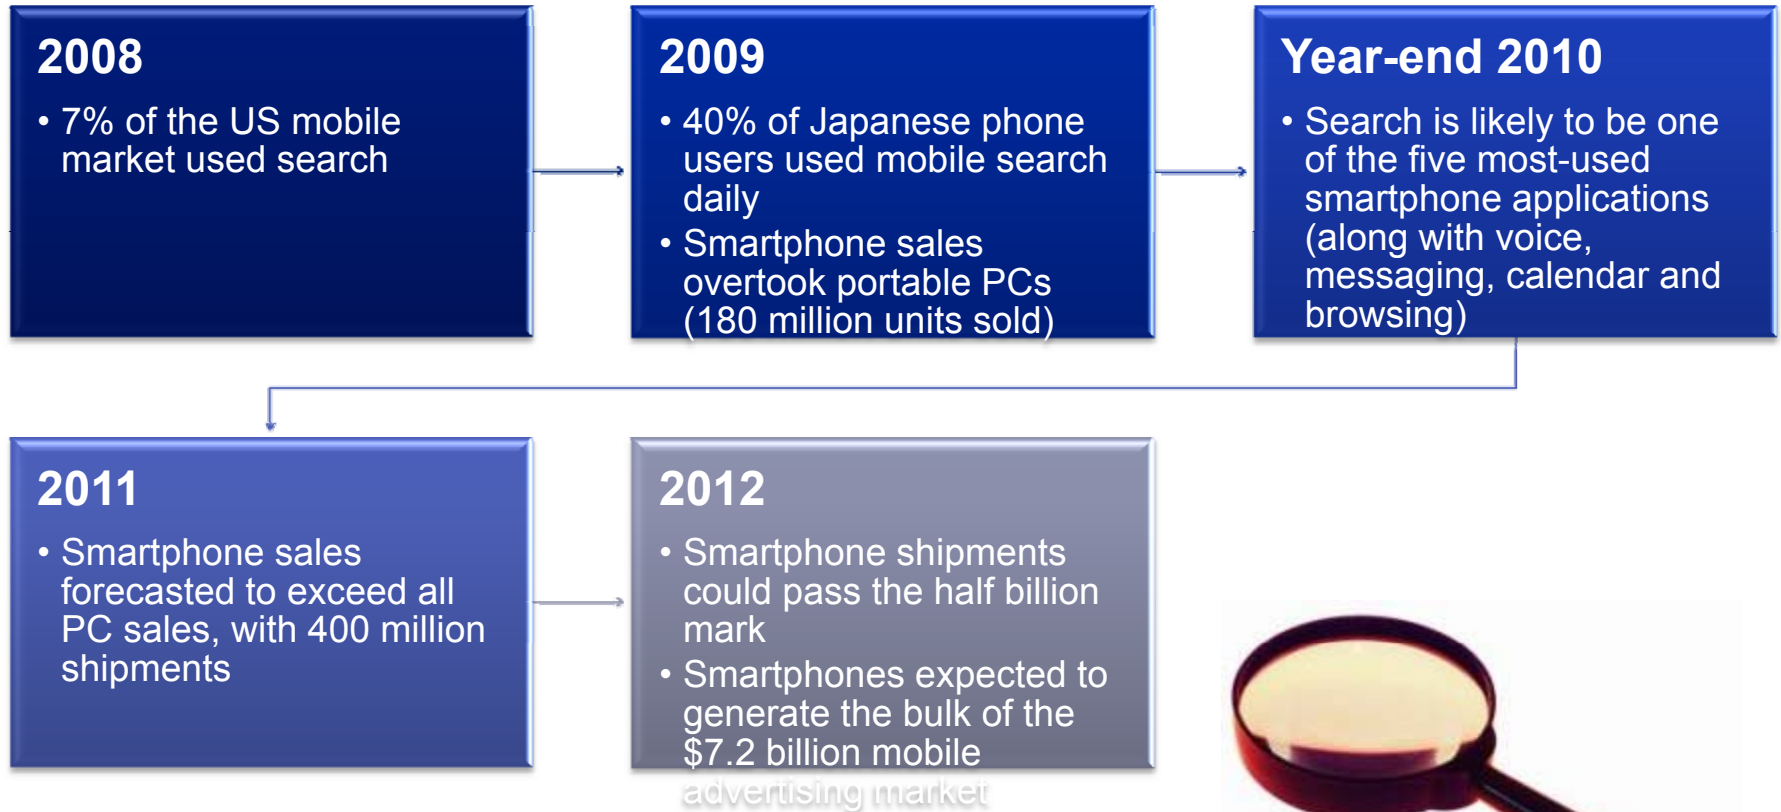 2008
• 7% of the US mobile
market used search
2009
• 40% of Japanese phone
users used mobile search
daily
• Smartphone sales
overtook portable PCs
(180 million units sold)
Year-end 2010
• Search is likely to be one
of the five most-used
smartphone applications
(along with voice,
messaging, calendar and
browsing)
2011
• Smartphone sales
forecasted to exceed all
PC sales, with 400 million
shipments
2012
• Smartphone shipments
could pass the half billion
mark
• Smartphones expected to
generate the bulk of the
$7.2 billion mobile
advertising market